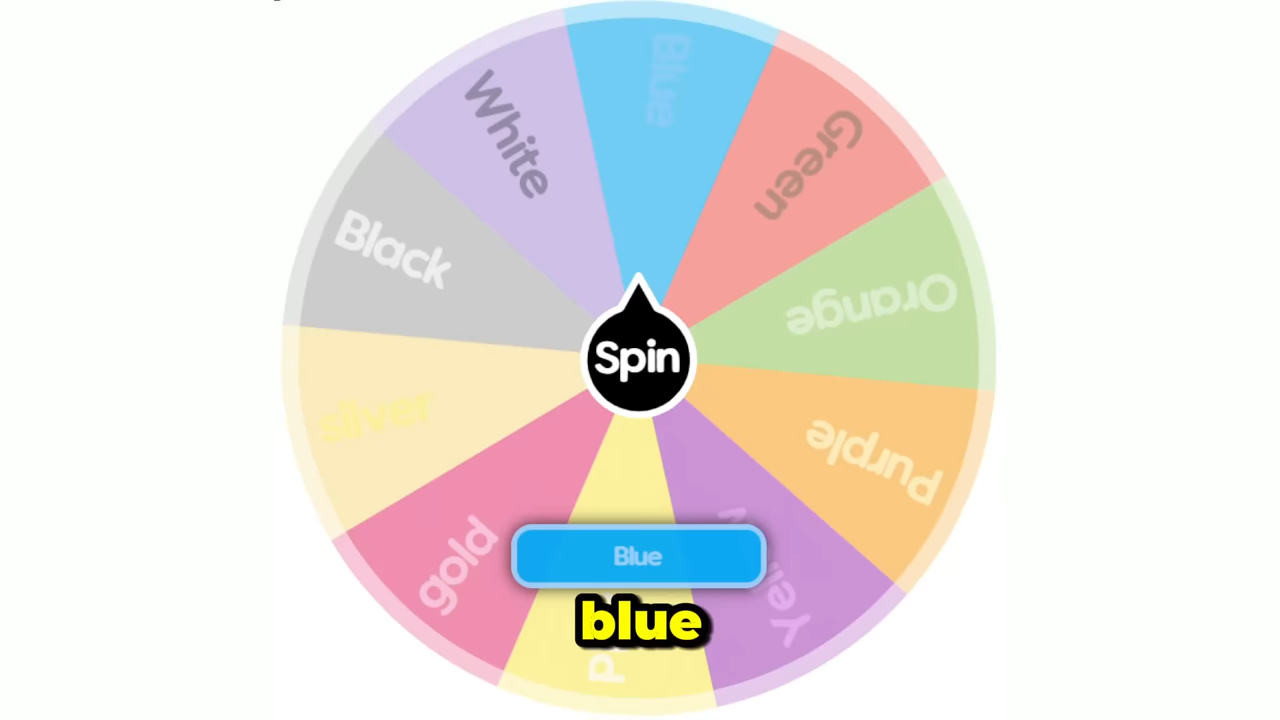 Blue
Green
White
Orange
Black
Spin
silver
Purple
gold
Blue
blue